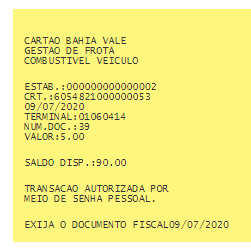 CARTAO BAHIA VALE
GESTAO DE FROTA
COMBUSTIVEL VEICULO
ESTAB.:000000000000002
CRT.:6054821000000053
09/07/2020
TERMINAL:01060414
NUM.DOC.:39
VALOR:5.00
SALDO DISP.:90.00
TRANSACAO AUTORIZADA POR
MEIO DE SENHA PESSOAL.
EXIJA O DOCUMENTO FISCAL09/07/2020